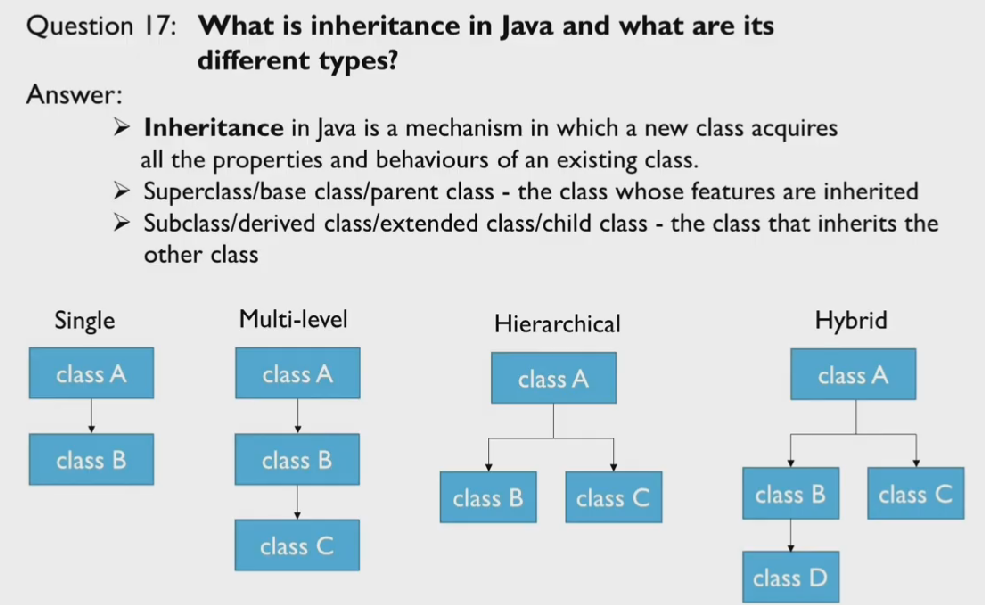 Question 17: What is inheritance in Java and what are its
different types?
Answer:
➢ Inheritance in Java is a mechanism in which a new class acquires
all the properties and behaviours of an existing class.
➢ Superclass/base class/parent class - the class whose features are inherited
➢ Subclass/derived class/extended class/child class - the class that inherits the
other class
Single
class A
class B
Multi-level
class A
class B
class C
Hierarchical
class A
class B
class C
Hybrid
class A
class B
class C
class D